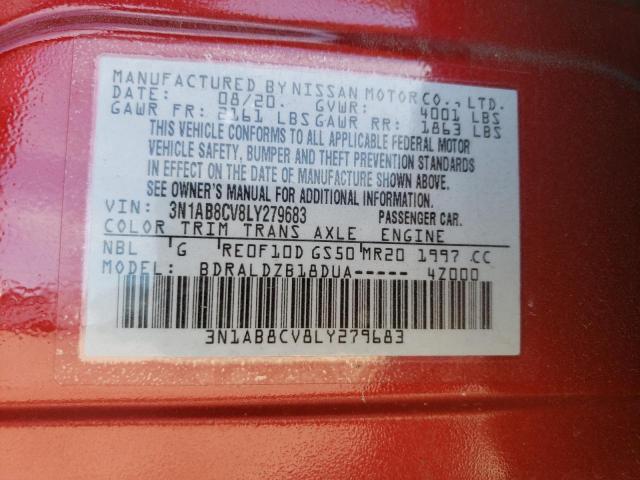 MANUFACTURED BY NISSAN MOTOR CO., LTD.
DATE: 08/20. GVWR: 4001 LBS
GAWR FR: 2161 LBS GAWR RR: 1863 LBS
THIS VEHICLE CONFORMS TO ALL APPLICABLE FEDERAL MOTOR
VEHICLE SAFETY, BUMPER AND THEFT PREVENTION STANDARDS
IN EFFECT ON THE DATE OF MANUFACTURE SHOWN ABOVE.
SEE OWNER'S MANUAL FOR ADDITIONAL INFORMATION.
VIN: 3N1AB8CV8LY279683 PASSENGER CAR.
COLOR TRIM TRANS AXLE ENGINE
NBL G RE0F10D GS50 MR20 1997 CC
MODEL: BDRALDZB18DUA----- 4Z000
3N1AB8CV8LY279683